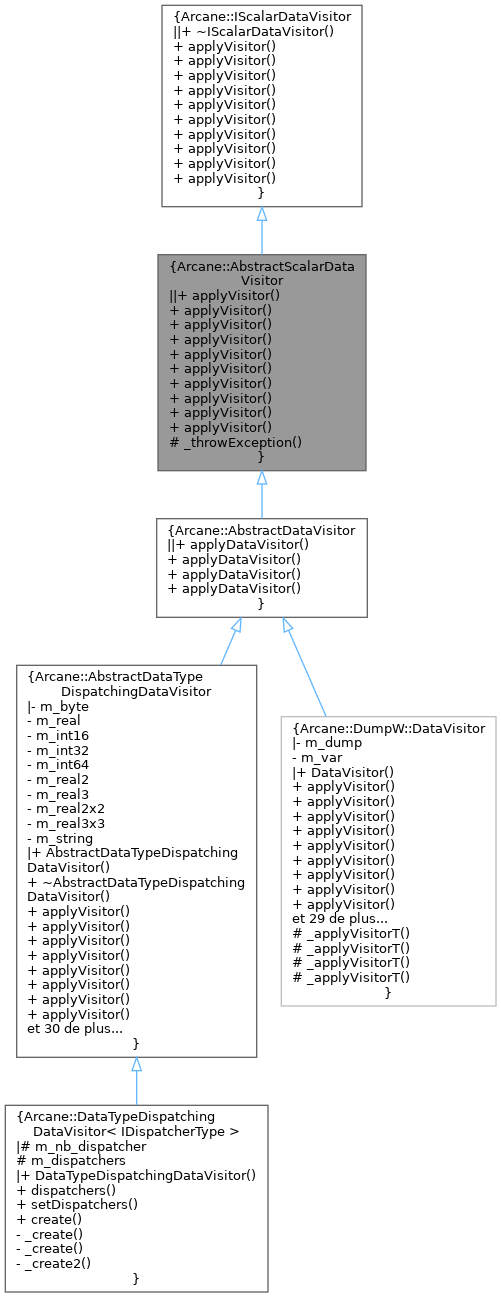 {Arcane::IScalarDataVisitor
||+ ~IScalarDataVisitor()
+ applyVisitor()
+ applyVisitor()
+ applyVisitor()
+ applyVisitor()
+ applyVisitor()
+ applyVisitor()
+ applyVisitor()
+ applyVisitor()
+ applyVisitor()
+ applyVisitor()
}
{Arcane::AbstractScalarData
Visitor
||+ applyVisitor()
+ applyVisitor()
+ applyVisitor()
+ applyVisitor()
+ applyVisitor()
+ applyVisitor()
+ applyVisitor()
+ applyVisitor()
+ applyVisitor()
+ applyVisitor()
# _throwException()
}
{Arcane::AbstractDataVisitor
||+ applyDataVisitor()
+ applyDataVisitor()
+ applyDataVisitor()
+ applyDataVisitor()
}
{Arcane::AbstractDataType
DispatchingDataVisitor
|- m_byte
- m_real
- m_int16
- m_int32
- m_int64
- m_real2
- m_real3
- m_real2x2
- m_real3x3
- m_string
|+ AbstractDataTypeDispatching
DataVisitor()
+ ~AbstractDataTypeDispatching
DataVisitor()
+ applyVisitor()
+ applyVisitor()
+ applyVisitor()
+ applyVisitor()
+ applyVisitor()
+ applyVisitor()
+ applyVisitor()
+ applyVisitor()
et 30 de plus...
}
{Arcane::DumpW::DataVisitor
|- m_dump
- m_var
|+ DataVisitor()
+ applyVisitor()
+ applyVisitor()
+ applyVisitor()
+ applyVisitor()
+ applyVisitor()
+ applyVisitor()
+ applyVisitor()
+ applyVisitor()
+ applyVisitor()
et 29 de plus...
# _applyVisitorT()
# _applyVisitorT()
# _applyVisitorT()
# _applyVisitorT()
}
{Arcane::DataTypeDispatching
DataVisitor< IDispatcherType >
|# m_nb_dispatcher
# m_dispatchers
|+ DataTypeDispatchingDataVisitor()
+ dispatchers()
+ setDispatchers()
+ create()
- _create()
- _create()
- _create2()
}